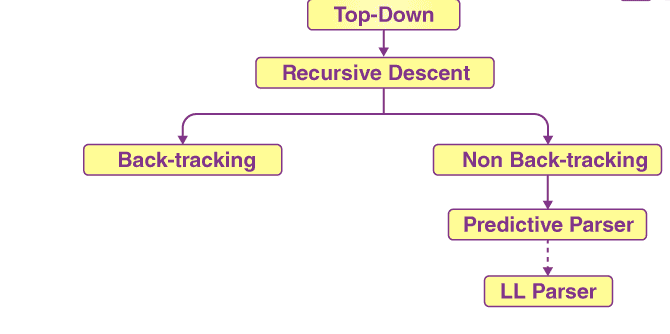 Top-Down
Recursive Descent
Back-tracking
Non Back-tracking
Predictive Parser
LL Parser